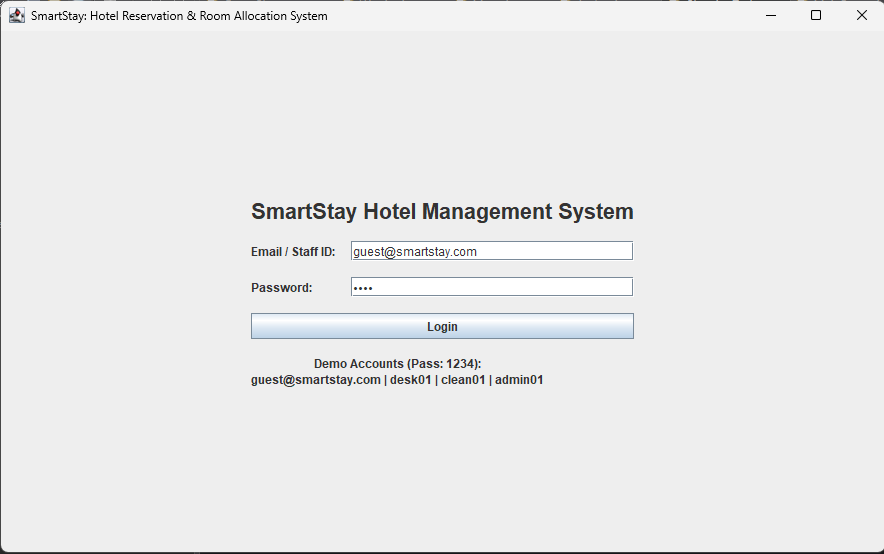 SmartStay: Hotel Reservation & Room Allocation System
SmartStay Hotel Management System
Email / Staff ID: guest@smartstay.com
Password: ••••
Login
Demo Accounts (Pass: 1234):
guest@smartstay.com | desk01 | clean01 | admin01